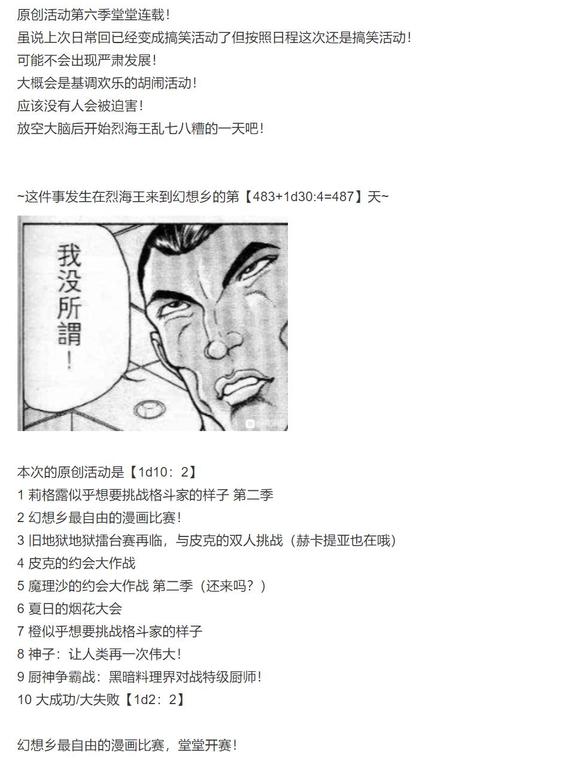 原创活动第六季堂堂连载！
虽说上次日常回已经变成搞笑活动了但按照日程这次还是搞笑活动！
可能不会出现严肃发展！
大概会是基调欢乐的胡闹活动！
应该没有人会被迫害！
放空大脑后开始烈海王乱七八糟的一天吧！
~这件事发生在烈海王来到幻想乡的第【483+1d30:4=487】天~
我没所謂！
本次的原创活动是【1d10：2】
1 莉格露似乎想要挑战格斗家的样子 第二季
2 幻想乡最自由的漫画比赛！
3 旧地狱地狱擂台赛再临，与皮克的双人挑战（赫卡提亚也在哦）
4 皮克的约会大作战
5 魔理沙的约会大作战 第二季（还来吗？）
6 夏日的烟花大会
7 橙似乎想要挑战格斗家的样子
8 神子：让人类再一次伟大！
9 厨神争霸战：黑暗料理界对战特级厨师！
10 大成功/大失败【1d2：2】
幻想乡最自由的漫画比赛，堂堂开赛！